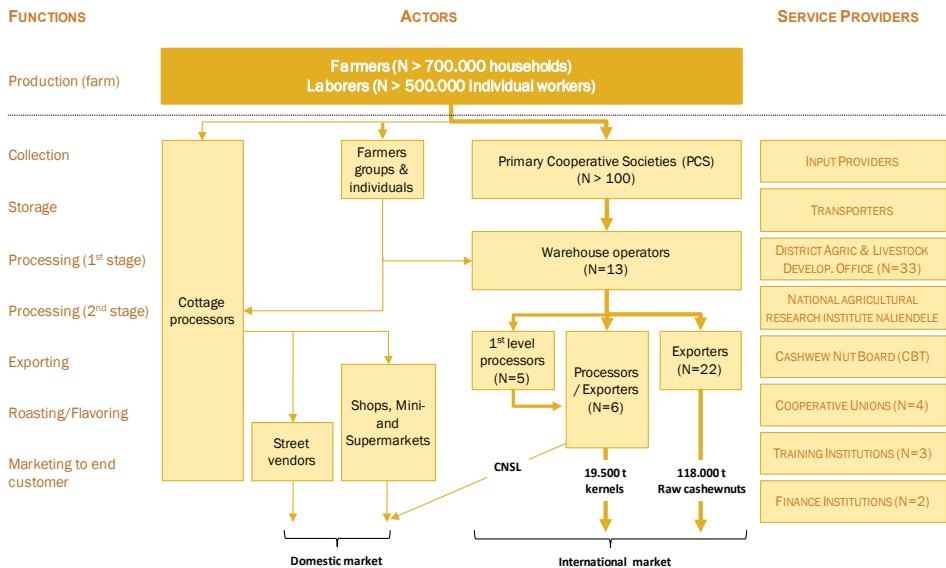 FUNCTIONS
ACTORS
SERVICE PROVIDERS
Production (farm)
Farmers (N > 700.000 households)
Laborers (N > 500.000 individual workers)
Collection
Storage
Processing (1st stage)
Processing (2nd stage)
Exporting
Roasting/Flavoring
Marketing to end
customer
Cottage
processors
Farmers
groups &
individuals
Primary Cooperative Societies (PCS)
(N > 100)
Warehouse operators
(N=13)
1st level
processors
(N=5)
Processors
/ Exporters
(N=6)
Exporters
(N=22)
Street
vendors
Shops, Mini-
and
Supermarkets
CNSL
19.500 t
kernels
118.000 t
Raw cashewnuts
Domestic market
International market
INPUT PROVIDERS
TRANSPORTERS
DISTRICT AGRIC & LIVESTOCK
DEVELOP. OFFICE (N=33)
NATIONAL AGRICULTURAL
RESEARCH INSTITUTE NALIENDELE
CASHWEW NUT BOARD (CBT)
COOPERATIVE UNIONS (N=4)
TRAINING INSTITUTIONS (N=3)
FINANCE INSTITUTIONS (N=2)